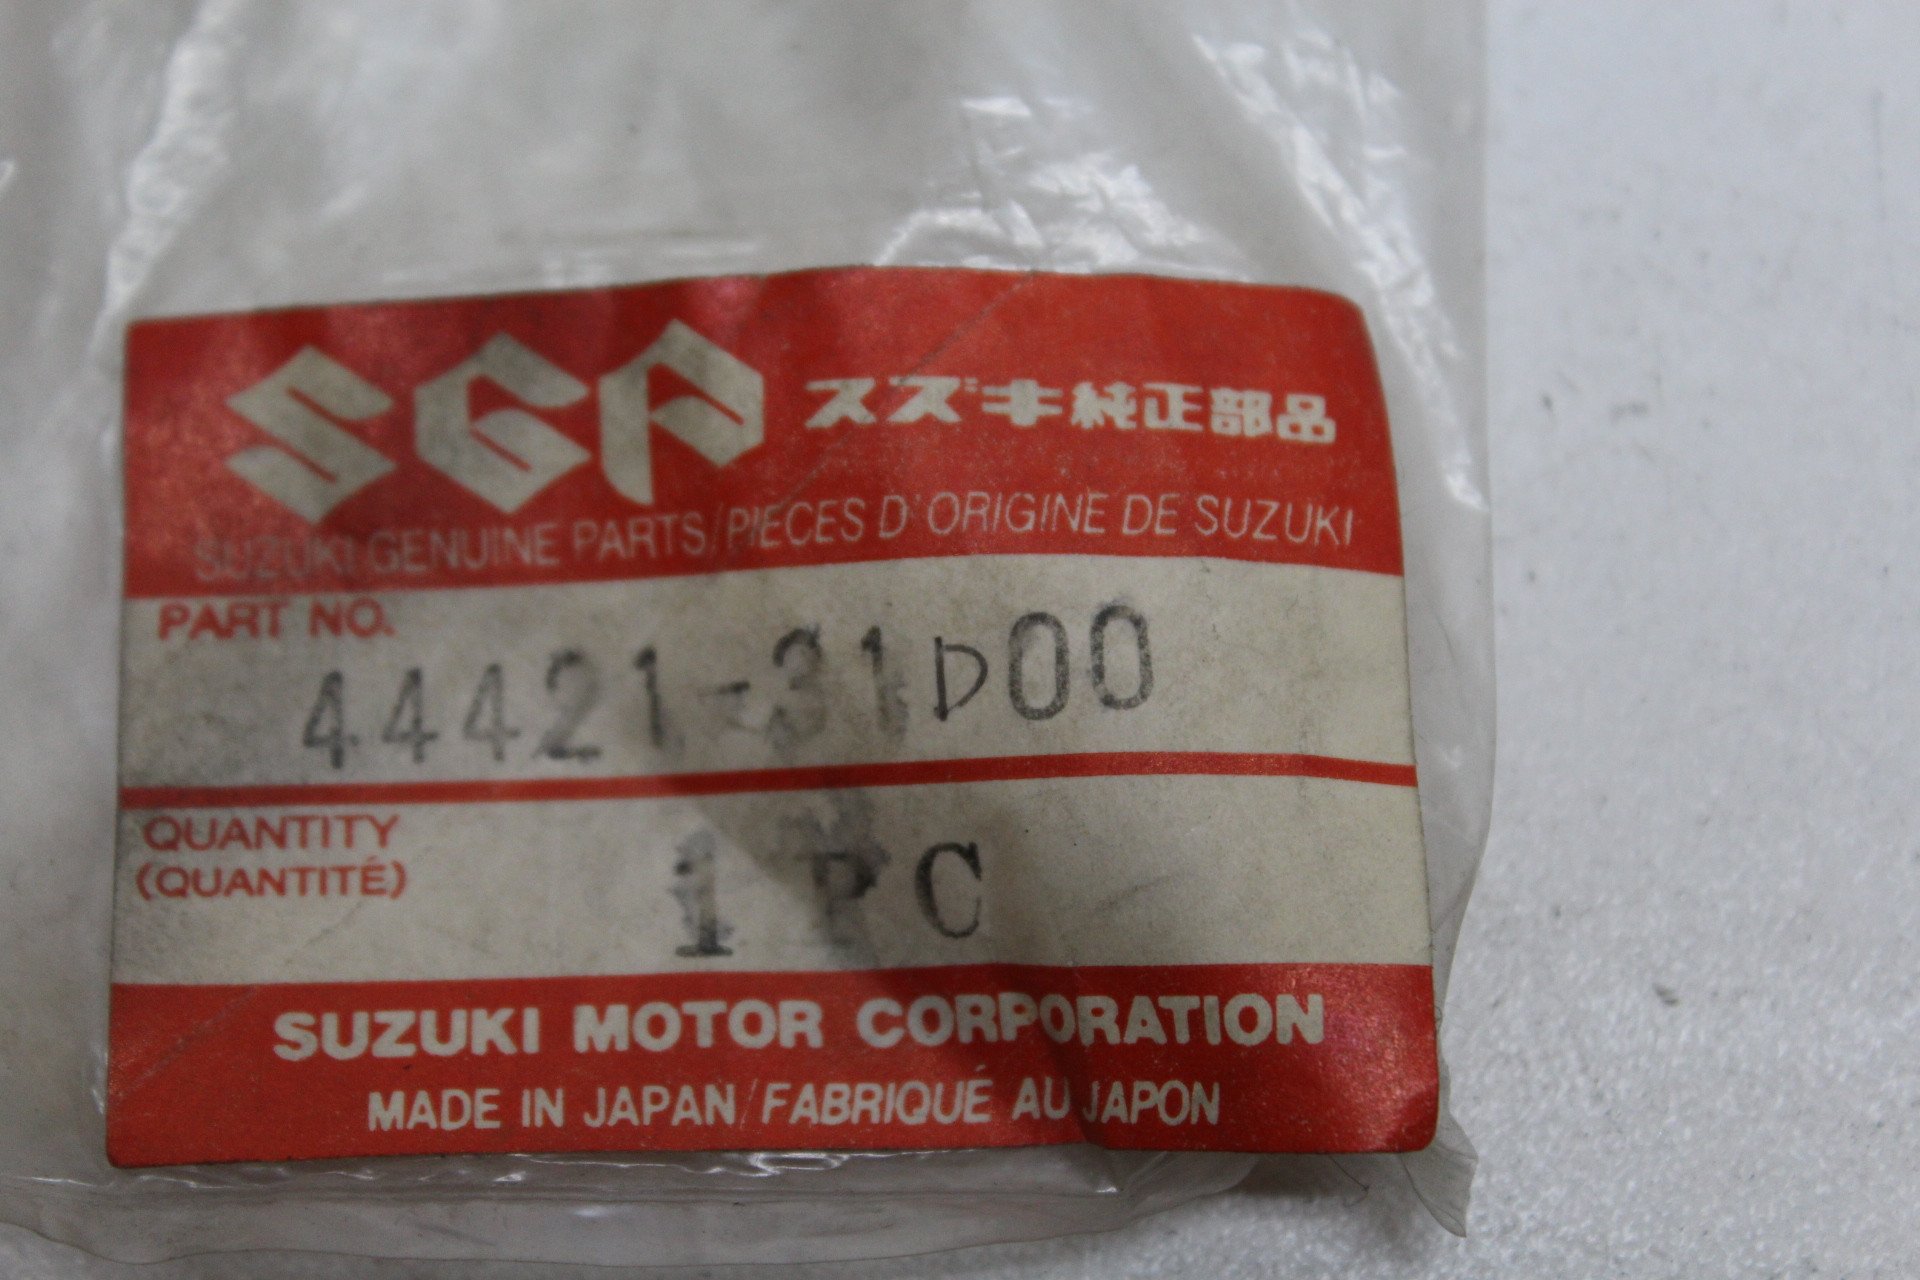 SGP スズキ純正部品
SUZUKI GENUINE PARTS/PIECES D'ORIGINE DE SUZUKI
PART NO.
44421-31D00
QUANTITY
(QUANTITÉ)
1 PC
SUZUKI MOTOR CORPORATION
MADE IN JAPAN/FABRIQUÉ AU JAPON